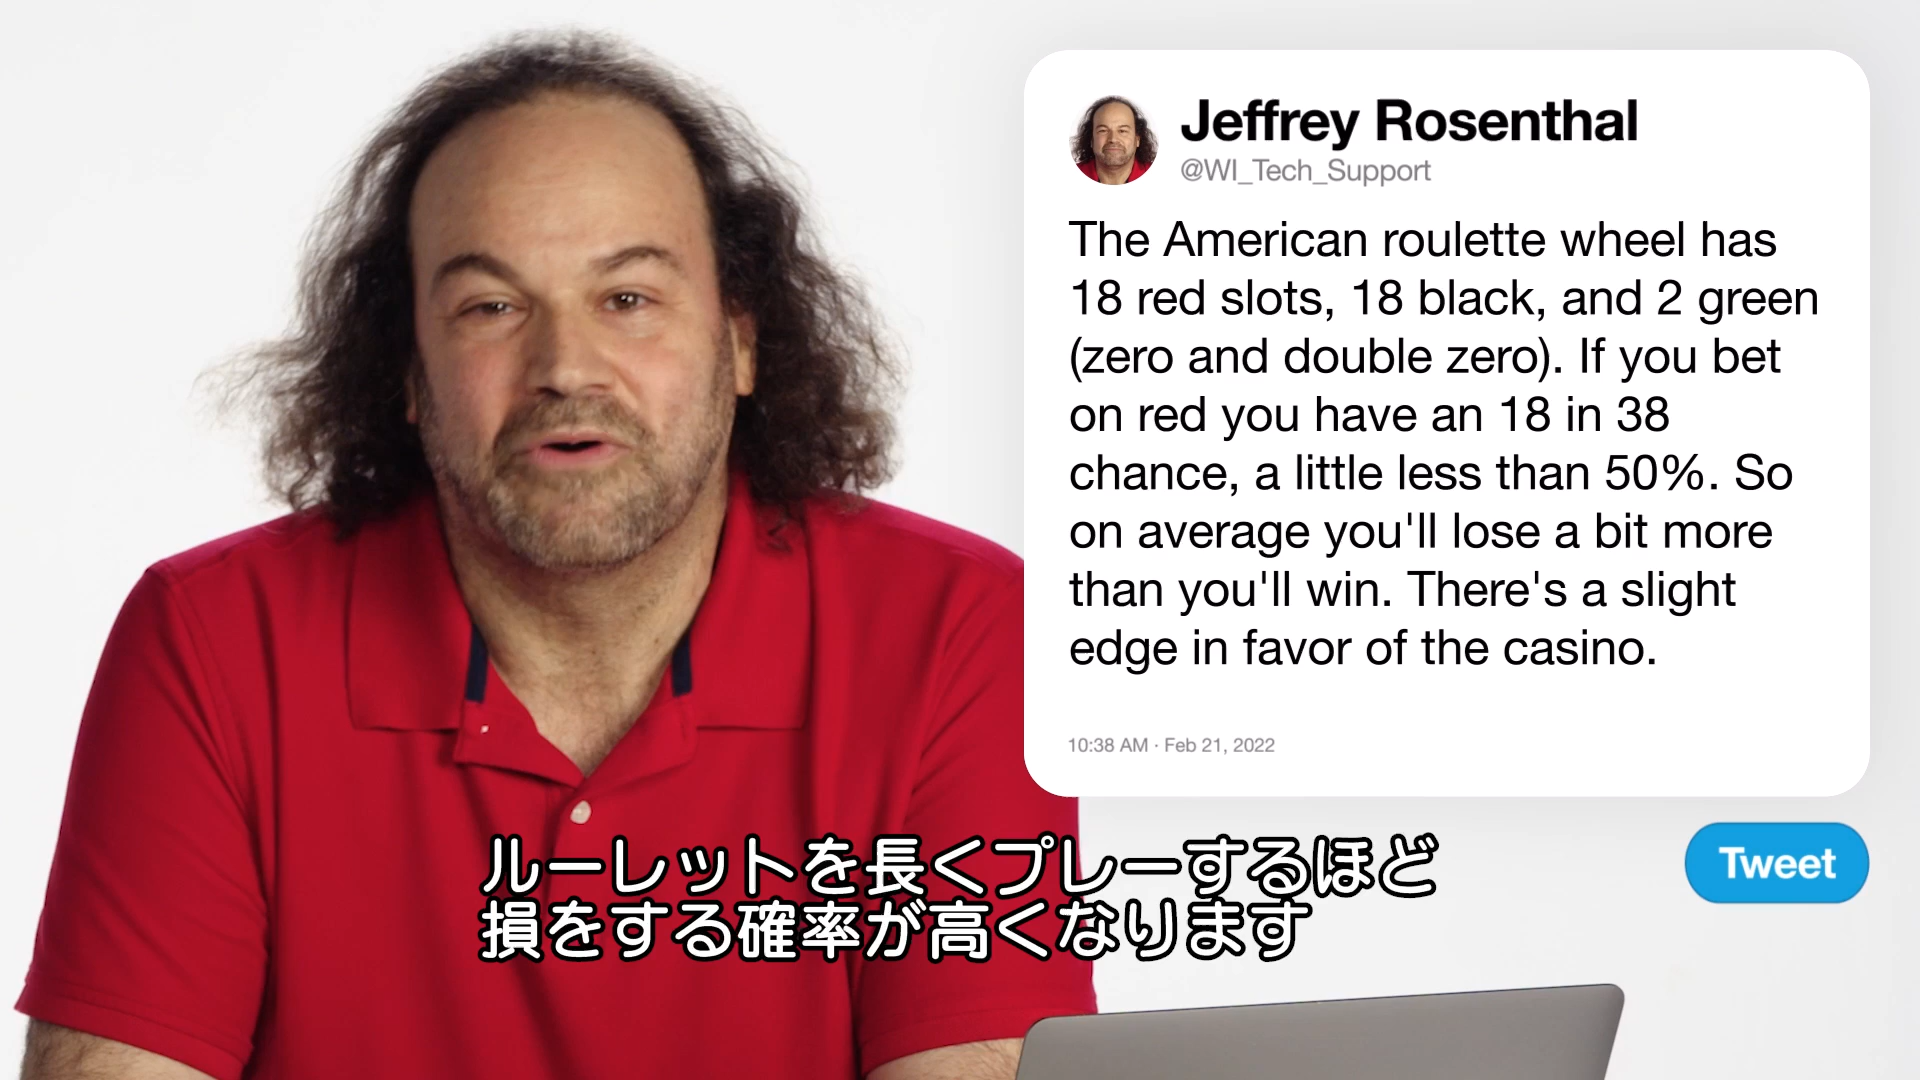 Jeffrey Rosenthal
@WI_Tech_Support
The American roulette wheel has
18 red slots, 18 black, and 2 green
(zero and double zero). If you bet
on red you have an 18 in 38
chance, a little less than 50%. So
on average you'll lose a bit more
than you'll win. There's a slight
edge in favor of the casino.
10:38 AM · Feb 21, 2022
Tweet
ルーレットを長くプレーするほど
損をする確率が高くなります